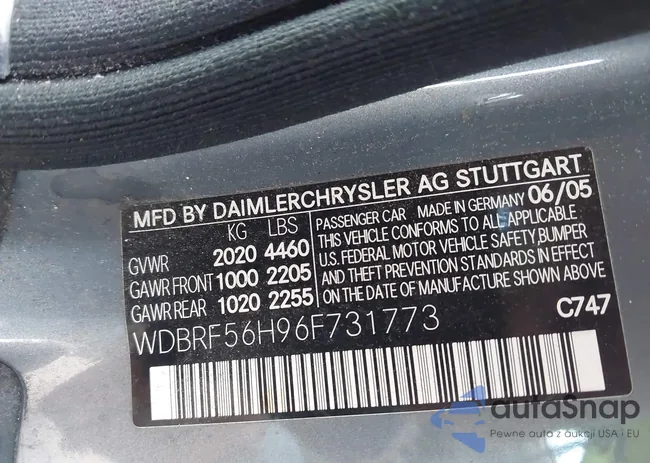 MFD BY DAIMLERCHRYSLER AG STUTTGART
KG LBS
GVWR 2020 4460
GAWR FRONT 1000 2205
GAWR REAR 1020 2255
PASSENGER CAR MADE IN GERMANY 06/05
THIS VEHICLE CONFORMS TO ALL APPLICABLE
U.S. FEDERAL MOTOR VEHICLE SAFETY, BUMPER
AND THEFT PREVENTION STANDARDS IN EFFECT
ON THE DATE OF MANUFACTURE SHOWN ABOVE
WDBRF56H96F731773 C747
autoSnap
Pewne auto z aukcji USA • EU